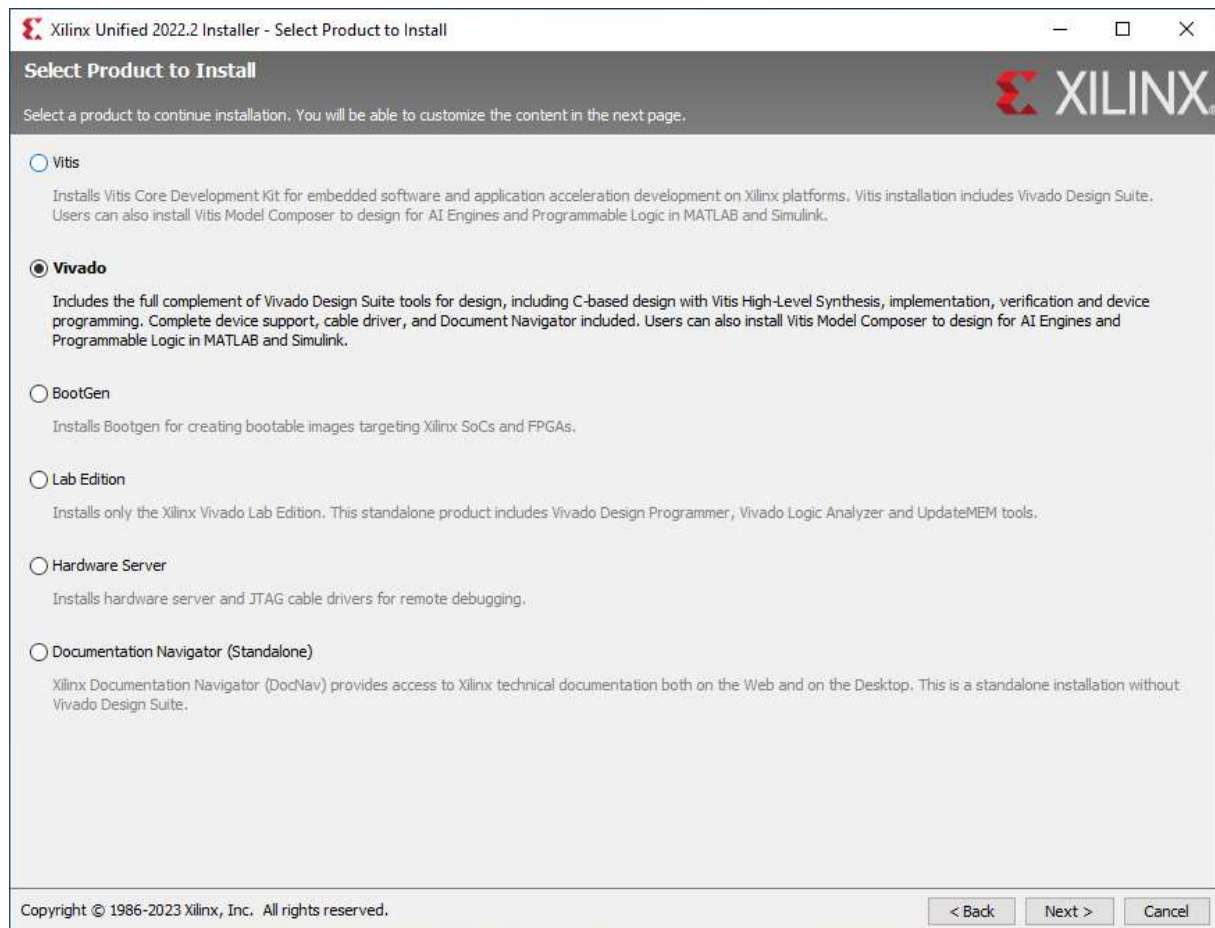 Xilinx Unified 2022.2 Installer - Select Product to Install
Select Product to Install
XILINX
Select a product to continue installation. You will be able to customize the content in the next page.
Vitis
Installs Vitis Core Development Kit for embedded software and application acceleration development on Xilinx platforms. Vitis installation includes Vivado Design Suite.
Users can also install Vitis Model Composer to design for AI Engines and Programmable Logic in MATLAB and Simulink.
Vivado
Includes the full complement of Vivado Design Suite tools for design, including C-based design with Vitis High-Level Synthesis, implementation, verification and device
programming. Complete device support, cable driver, and Document Navigator included. Users can also install Vitis Model Composer to design for AI Engines and
Programmable Logic in MATLAB and Simulink.
BootGen
Installs Bootgen for creating bootable images targeting Xilinx SoCs and FPGAs.
Lab Edition
Installs only the Xilinx Vivado Lab Edition. This standalone product includes Vivado Design Programmer, Vivado Logic Analyzer and UpdateMEM tools.
Hardware Server
Installs hardware server and JTAG cable drivers for remote debugging.
Documentation Navigator (Standalone)
Xilinx Documentation Navigator (DocNav) provides access to Xilinx technical documentation both on the Web and on the Desktop. This is a standalone installation without
Vivado Design Suite.
Copyright © 1986-2023 Xilinx, Inc. All rights reserved.
< Back Next > Cancel